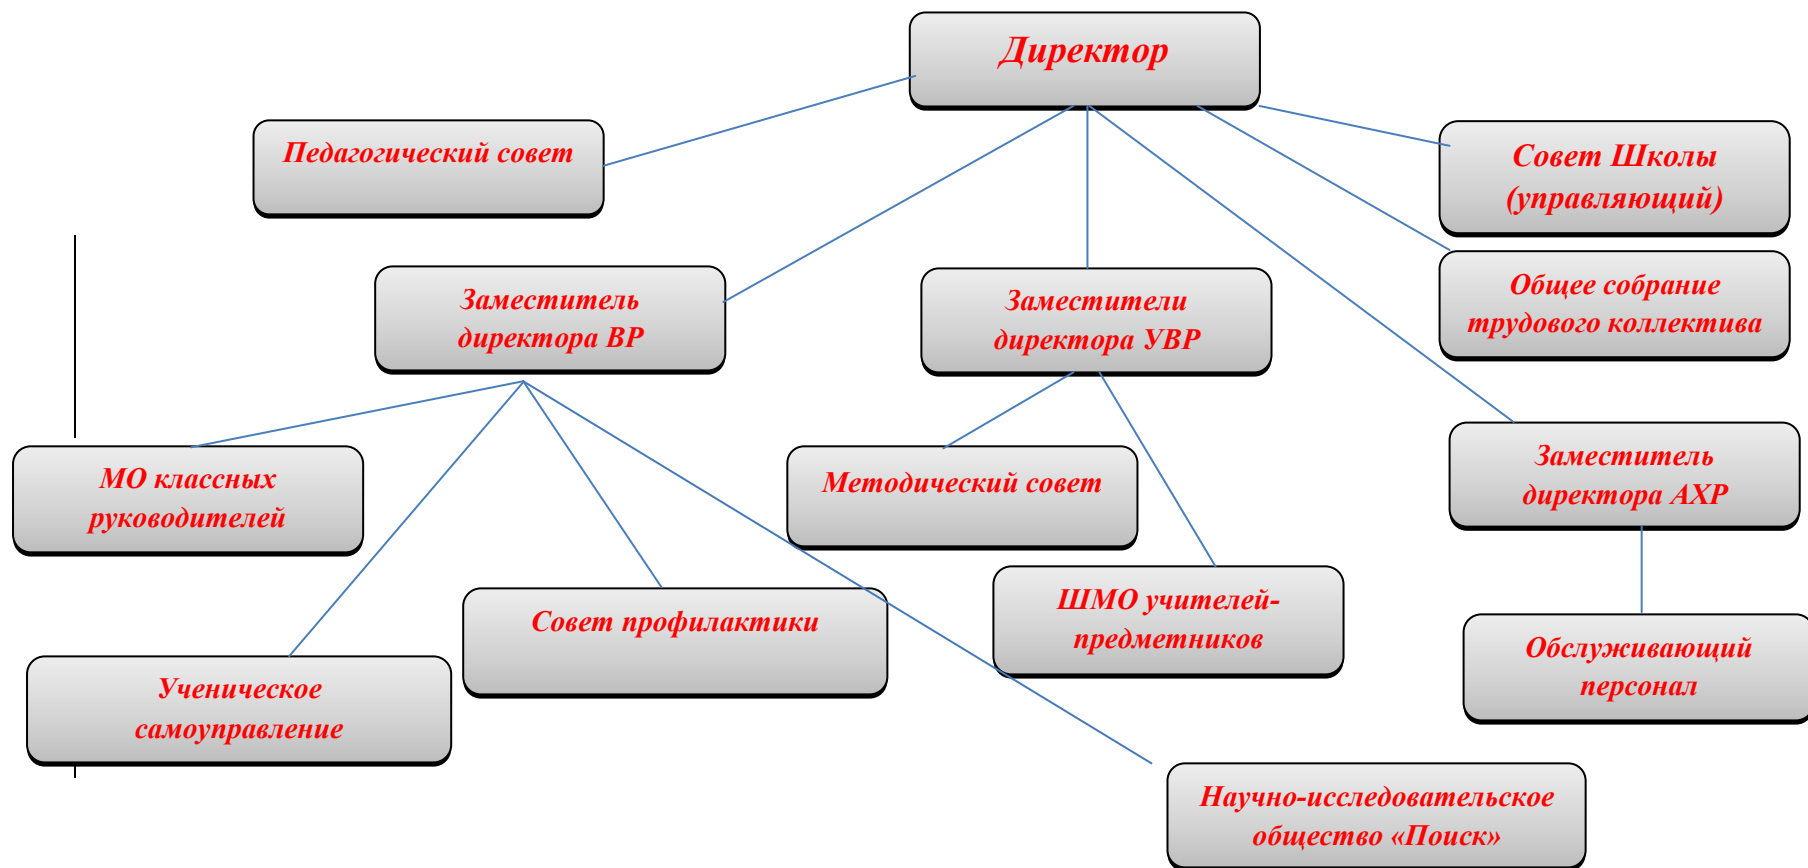 Директор
Педагогический совет
Совет Школы
(управляющий)
Общее собрание
трудового коллектива
Заместитель
директора ВР
Заместители
директора УВР
Заместитель
директора АХР
МО классных
руководителей
Методический совет
ШМО учителей-
предметников
Совет профилактики
Обслуживающий
персонал
Ученическое
самоуправление
Научно-исследовательское
общество «Поиск»